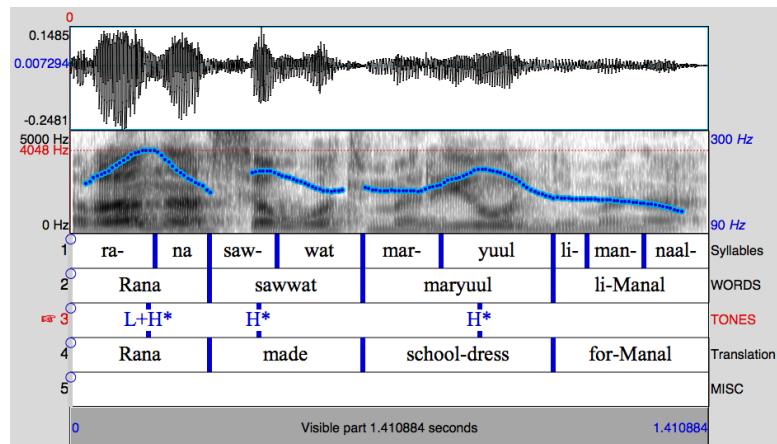 0
0.1485
0.007294
-0.2481
5000 Hz 300 Hz
4048 Hz
0 Hz 90 Hz
1 ra- na saw- wat mar- yuul li- man- naal- Syllables
2 Rana sawwat maryuul li-Manal WORDS
3 L+H* H* H* TONES
4 Rana made school-dress for-Manal Translation
5 MISC
0 Visible part 1.410884 seconds 1.410884